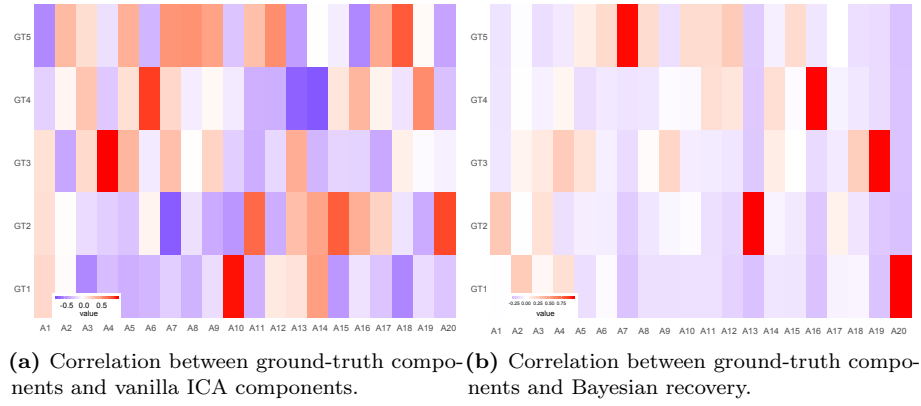 GT5
GT4
GT3
GT2
GT1
-0.5 0.0 0.5
value
A1 A2 A3 A4 A5 A6 A7 A8 A9 A10 A11 A12 A13 A14 A15 A16 A17 A18 A19 A20
GT5
GT4
GT3
GT2
GT1
-0.25 0.00 0.25 0.50 0.75
value
A1 A2 A3 A4 A5 A6 A7 A8 A9 A10 A11 A12 A13 A14 A15 A16 A17 A18 A19 A20
(a) Correlation between ground-truth compo-
nents and vanilla ICA components.
(b) Correlation between ground-truth compo-
nents and Bayesian recovery.